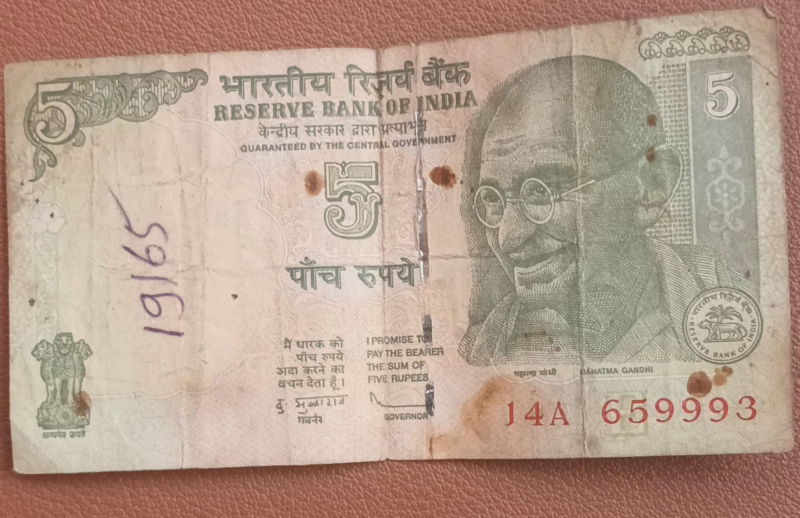 5
भारतीय रिज़र्व बैंक
RESERVE BANK OF INDIA
केन्द्रीय सरकार द्वारा प्रत्याभूत
GUARANTEED BY THE CENTRAL GOVERNMENT
5
5
पाँच रुपये
19165
मैं धारक को
पाँच रुपये
अदा करने का
वचन देता हूँ।
गवर्नर
I PROMISE TO
PAY THE BEARER
THE SUM OF
FIVE RUPEES
GOVERNOR
महात्मा गांधी
MAHATMA GANDHI
भारतीय रिज़र्व बैंक
RESERVE BANK OF INDIA
सत्यमेव जयते
14A 659993